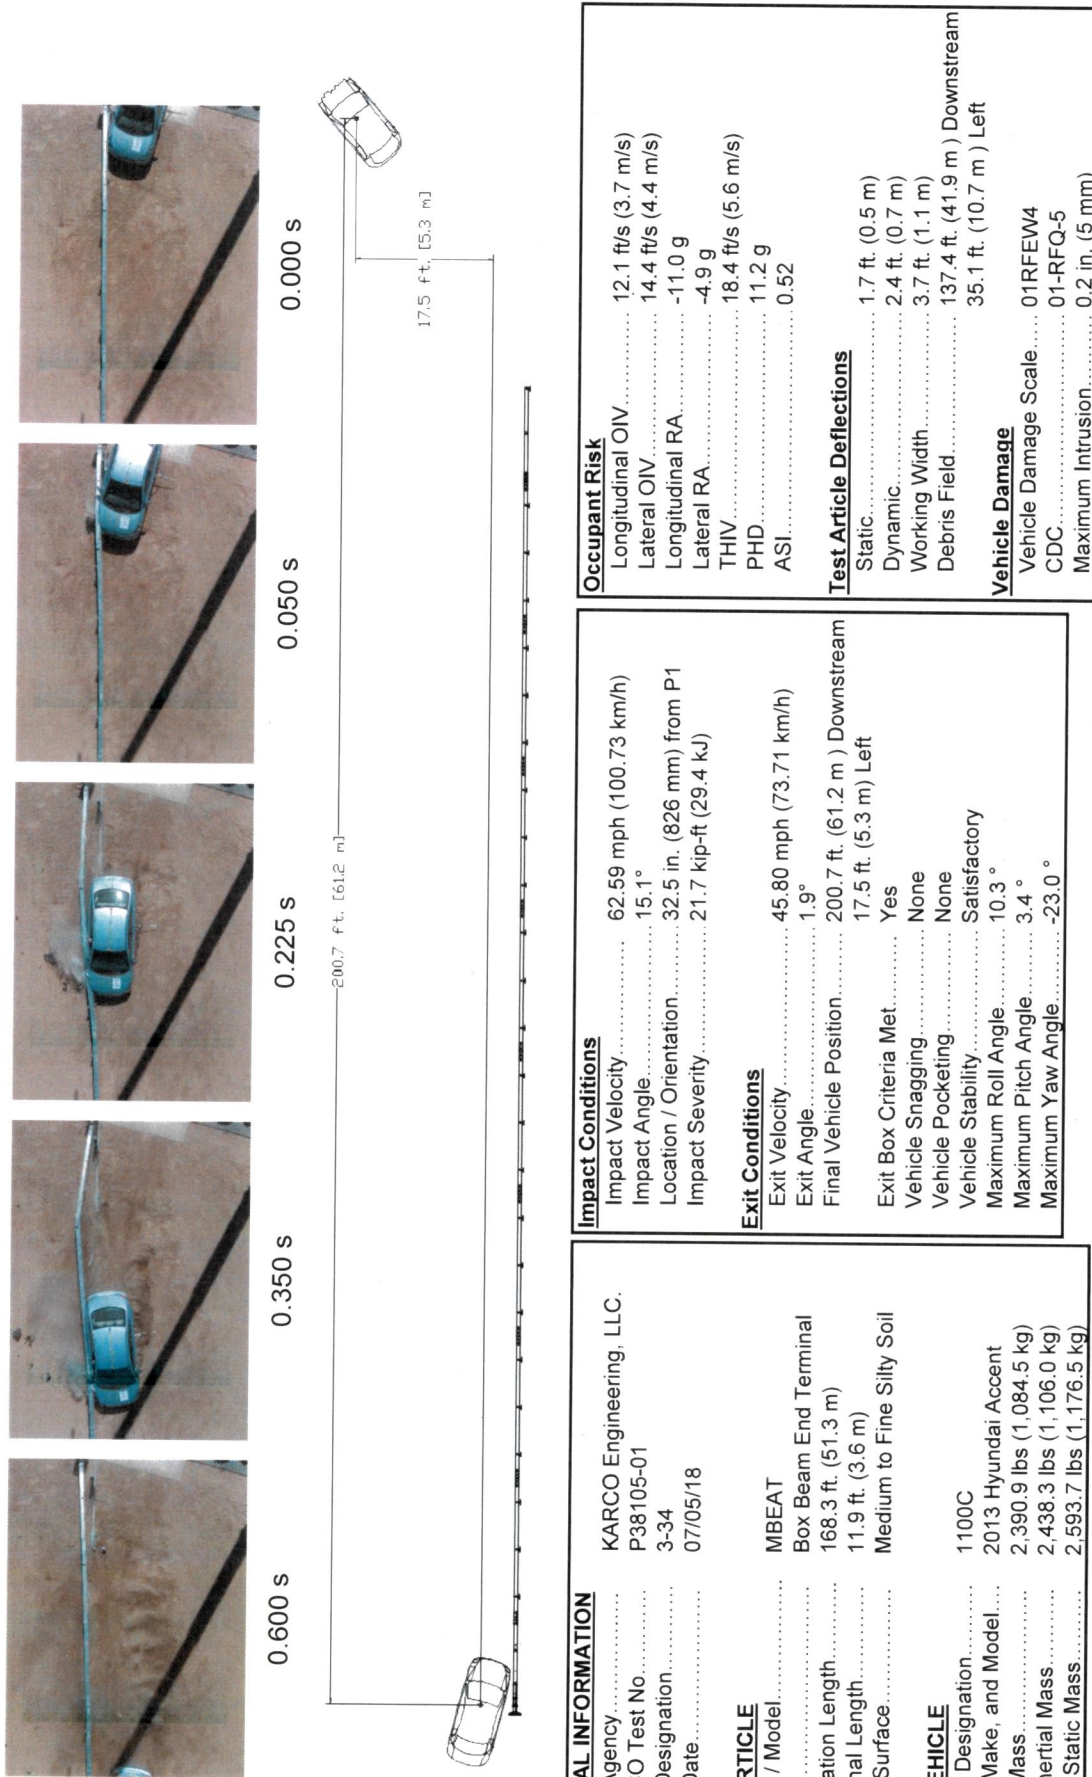 0.000 s
0.050 s
0.225 s
0.350 s
0.600 s
200.7 ft. [61.2 m]
17.5 ft. [5.3 m]
AL INFORMATION
Agency.......... KARCO Engineering, LLC.
O Test No....... P38105-01
Designation.......... 3-34
Date.......... 07/05/18
RTICLE
/ Model.......... MBEAT
.......... Box Beam End Terminal
ation Length.......... 168.3 ft. (51.3 m)
nal Length.......... 11.9 ft. (3.6 m)
Surface.......... Medium to Fine Silty Soil
EHICLE
Designation.......... 1100C
Make, and Model.... 2013 Hyundai Accent
Mass.......... 2,390.9 lbs (1,084.5 kg)
nertial Mass.......... 2,438.3 lbs (1,106.0 kg)
Static Mass.......... 2,593.7 lbs (1,176.5 kg)
Impact Conditions
Impact Velocity.......... 62.59 mph (100.73 km/h)
Impact Angle.......... 15.1°
Location / Orientation.......... 32.5 in. (826 mm) from P1
Impact Severity.......... 21.7 kip-ft (29.4 kJ)
Exit Conditions
Exit Velocity.......... 45.80 mph (73.71 km/h)
Exit Angle.......... 1.9°
Final Vehicle Position.......... 200.7 ft. (61.2 m ) Downstream
17.5 ft. (5.3 m) Left
Exit Box Criteria Met........ Yes
Vehicle Snagging.......... None
Vehicle Pocketing.......... None
Vehicle Stability.......... Satisfactory
Maximum Roll Angle.......... 10.3 °
Maximum Pitch Angle........ 3.4 °
Maximum Yaw Angle.......... -23.0 °
Occupant Risk
Longitudinal OIV.......... 12.1 ft/s (3.7 m/s)
Lateral OIV.......... 14.4 ft/s (4.4 m/s)
Longitudinal RA.......... -11.0 g
Lateral RA.......... -4.9 g
THIV.......... 18.4 ft/s (5.6 m/s)
PHD.......... 11.2 g
ASI.......... 0.52
Test Article Deflections
Static.......... 1.7 ft. (0.5 m)
Dynamic.......... 2.4 ft. (0.7 m)
Working Width.......... 3.7 ft. (1.1 m)
Debris Field.......... 137.4 ft. (41.9 m ) Downstream
35.1 ft. (10.7 m ) Left
Vehicle Damage
Vehicle Damage Scale.... 01RFEW4
CDC.......... 01-RFQ-5
Maximum Intrusion.......... 0.2 in. (5 mm)